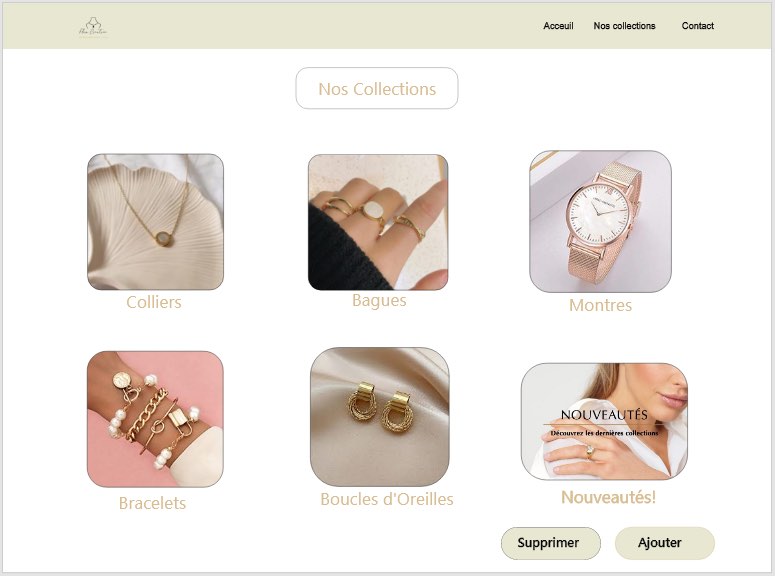 Acceuil
Nos collections
Contact
Nos Collections
Colliers
Bagues
Montres
NOUVEAUTÉS
Découvrez les dernières collections
Bracelets
Boucles d'Oreilles
Nouveautés!
Supprimer
Ajouter